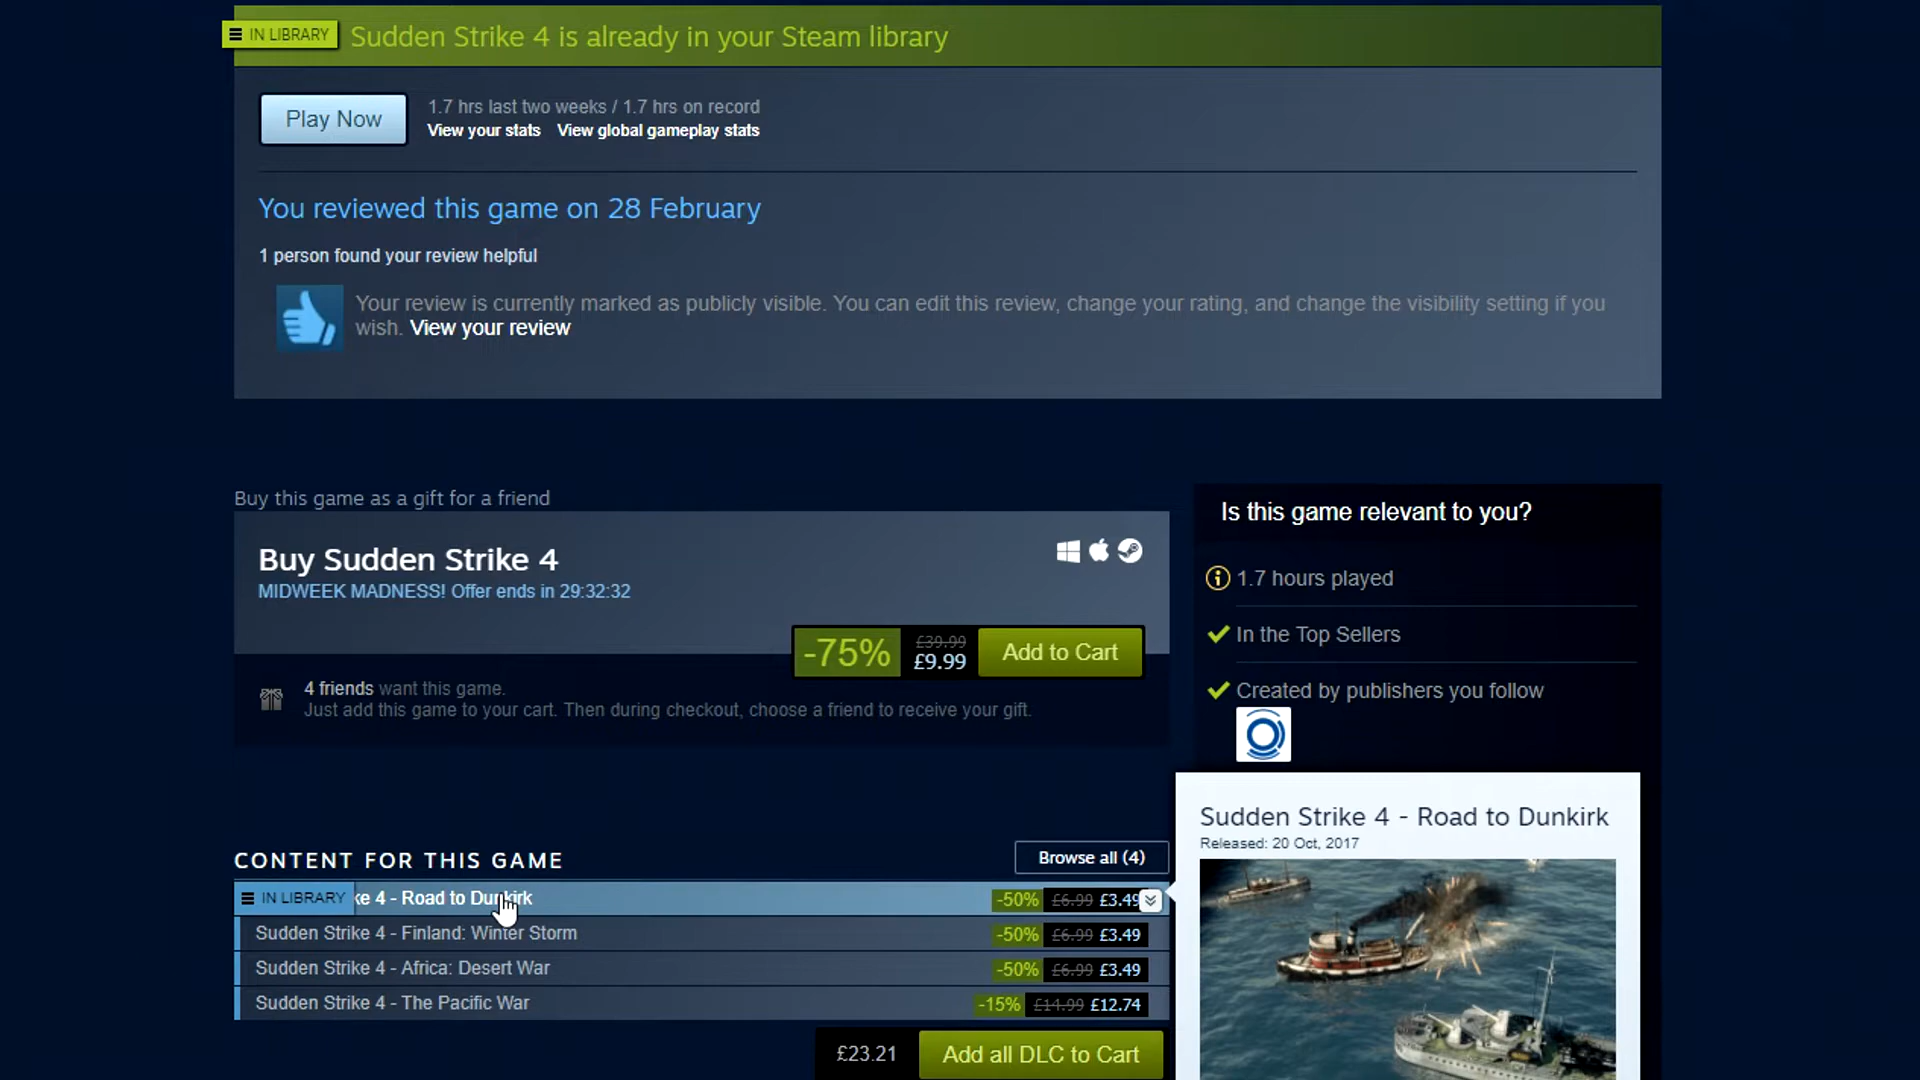 IN LIBRARY
Sudden Strike 4 is already in your Steam library
Play Now
1.7 hrs last two weeks / 1.7 hrs on record
View your stats View global gameplay stats
You reviewed this game on 28 February
1 person found your review helpful
Your review is currently marked as publicly visible. You can edit this review, change your rating, and change the visibility setting if you
wish. View your review
Buy this game as a gift for a friend
Buy Sudden Strike 4
MIDWEEK MADNESS! Offer ends in 29:32:32
-75% £39.99 £9.99 Add to Cart
4 friends want this game.
Just add this game to your cart. Then during checkout, choose a friend to receive your gift.
Is this game relevant to you?
1.7 hours played
In the Top Sellers
Created by publishers you follow
CONTENT FOR THIS GAME
Browse all (4)
IN LIBRARY ke 4 - Road to Dunkirk -50% £6.99 £3.49
Sudden Strike 4 - Finland: Winter Storm -50% £6.99 £3.49
Sudden Strike 4 - Africa: Desert War -50% £6.99 £3.49
Sudden Strike 4 - The Pacific War -15% £14.99 £12.74
£23.21 Add all DLC to Cart
Sudden Strike 4 - Road to Dunkirk
Released: 20 Oct, 2017